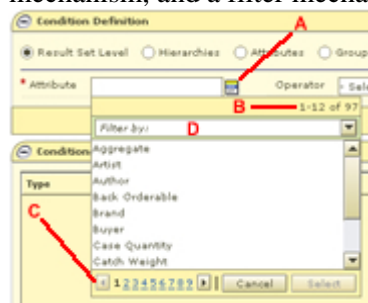 mechanism, and a filter mecha
Condition Definition
A
Result Set Level Hierarchies Attributes Group
* Attribute Operator - Sele
B 1-12 of 97
Filter by: D
Condition
Aggregate
Artist
Type
Author
Back Orderable
Brand
C
Buyer
Case Quantity
Catch Weight
1 2 3 4 5 6 7 8 9 Cancel Select